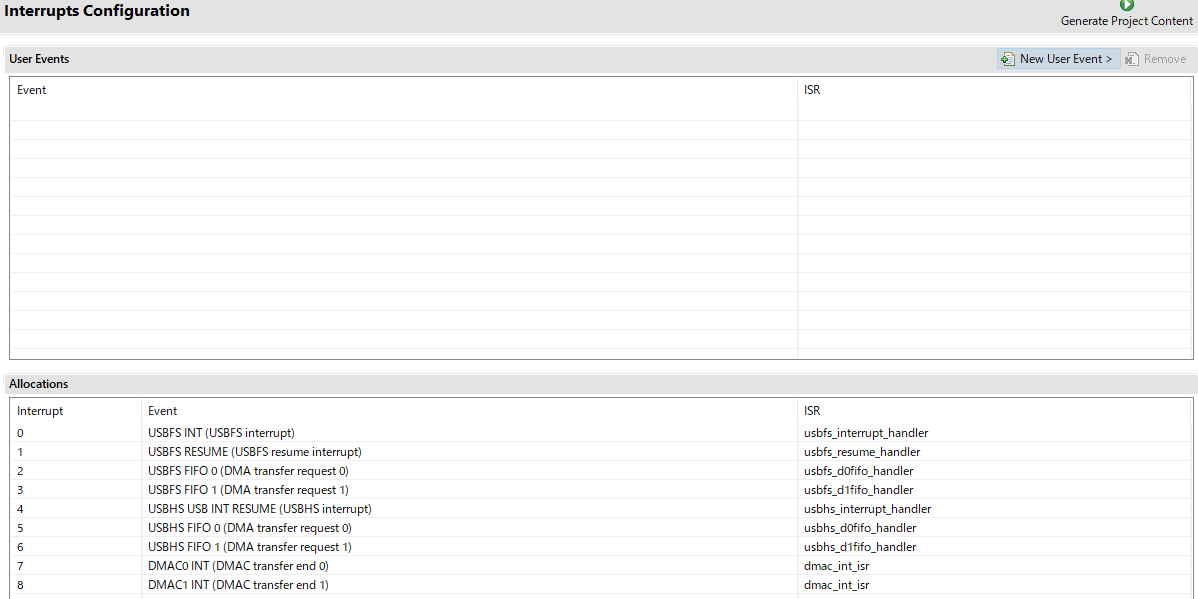 Interrupts Configuration
Generate Project Content
User Events
New User Event >
Remove
Event ISR
Allocations
Interrupt Event ISR
0 USBFS INT (USBFS interrupt) usbfs_interrupt_handler
1 USBFS RESUME (USBFS resume interrupt) usbfs_resume_handler
2 USBFS FIFO 0 (DMA transfer request 0) usbfs_d0fifo_handler
3 USBFS FIFO 1 (DMA transfer request 1) usbfs_d1fifo_handler
4 USBHS USB INT RESUME (USBHS interrupt) usbhs_interrupt_handler
5 USBHS FIFO 0 (DMA transfer request 0) usbhs_d0fifo_handler
6 USBHS FIFO 1 (DMA transfer request 1) usbhs_d1fifo_handler
7 DMAC0 INT (DMAC transfer end 0) dmac_int_isr
8 DMAC1 INT (DMAC transfer end 1) dmac_int_isr